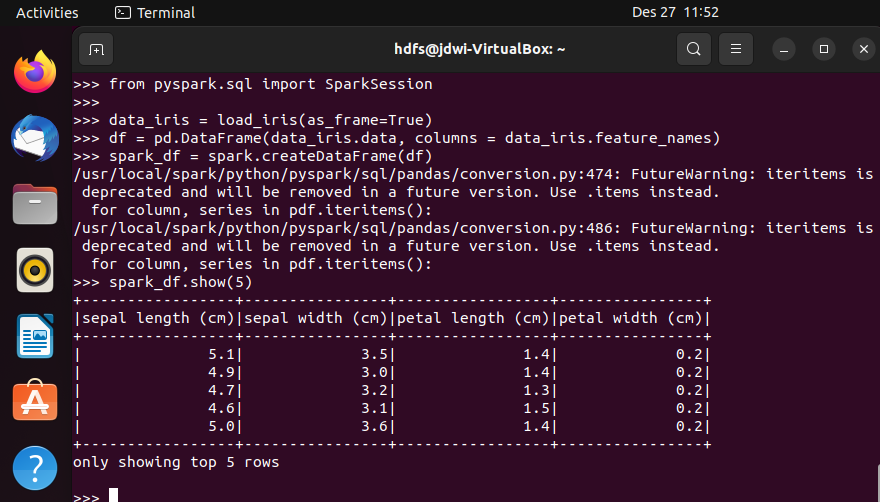 Activities Terminal Des 27 11:52
hdfs@jdwi-VirtualBox: ~
>>> from pyspark.sql import SparkSession
>>>
>>> data_iris = load_iris(as_frame=True)
>>> df = pd.DataFrame(data_iris.data, columns = data_iris.feature_names)
>>> spark_df = spark.createDataFrame(df)
/usr/local/spark/python/pyspark/sql/pandas/conversion.py:474: FutureWarning: iteritems is
 deprecated and will be removed in a future version. Use .items instead.
  for column, series in pdf.iteritems():
/usr/local/spark/python/pyspark/sql/pandas/conversion.py:486: FutureWarning: iteritems is
 deprecated and will be removed in a future version. Use .items instead.
  for column, series in pdf.iteritems():
>>> spark_df.show(5)
+-----------------+----------------+-----------------+----------------+
|sepal length (cm)|sepal width (cm)|petal length (cm)|petal width (cm)|
+-----------------+----------------+-----------------+----------------+
|              5.1|             3.5|              1.4|             0.2|
|              4.9|             3.0|              1.4|             0.2|
|              4.7|             3.2|              1.3|             0.2|
|              4.6|             3.1|              1.5|             0.2|
|              5.0|             3.6|              1.4|             0.2|
+-----------------+----------------+-----------------+----------------+
only showing top 5 rows
>>>